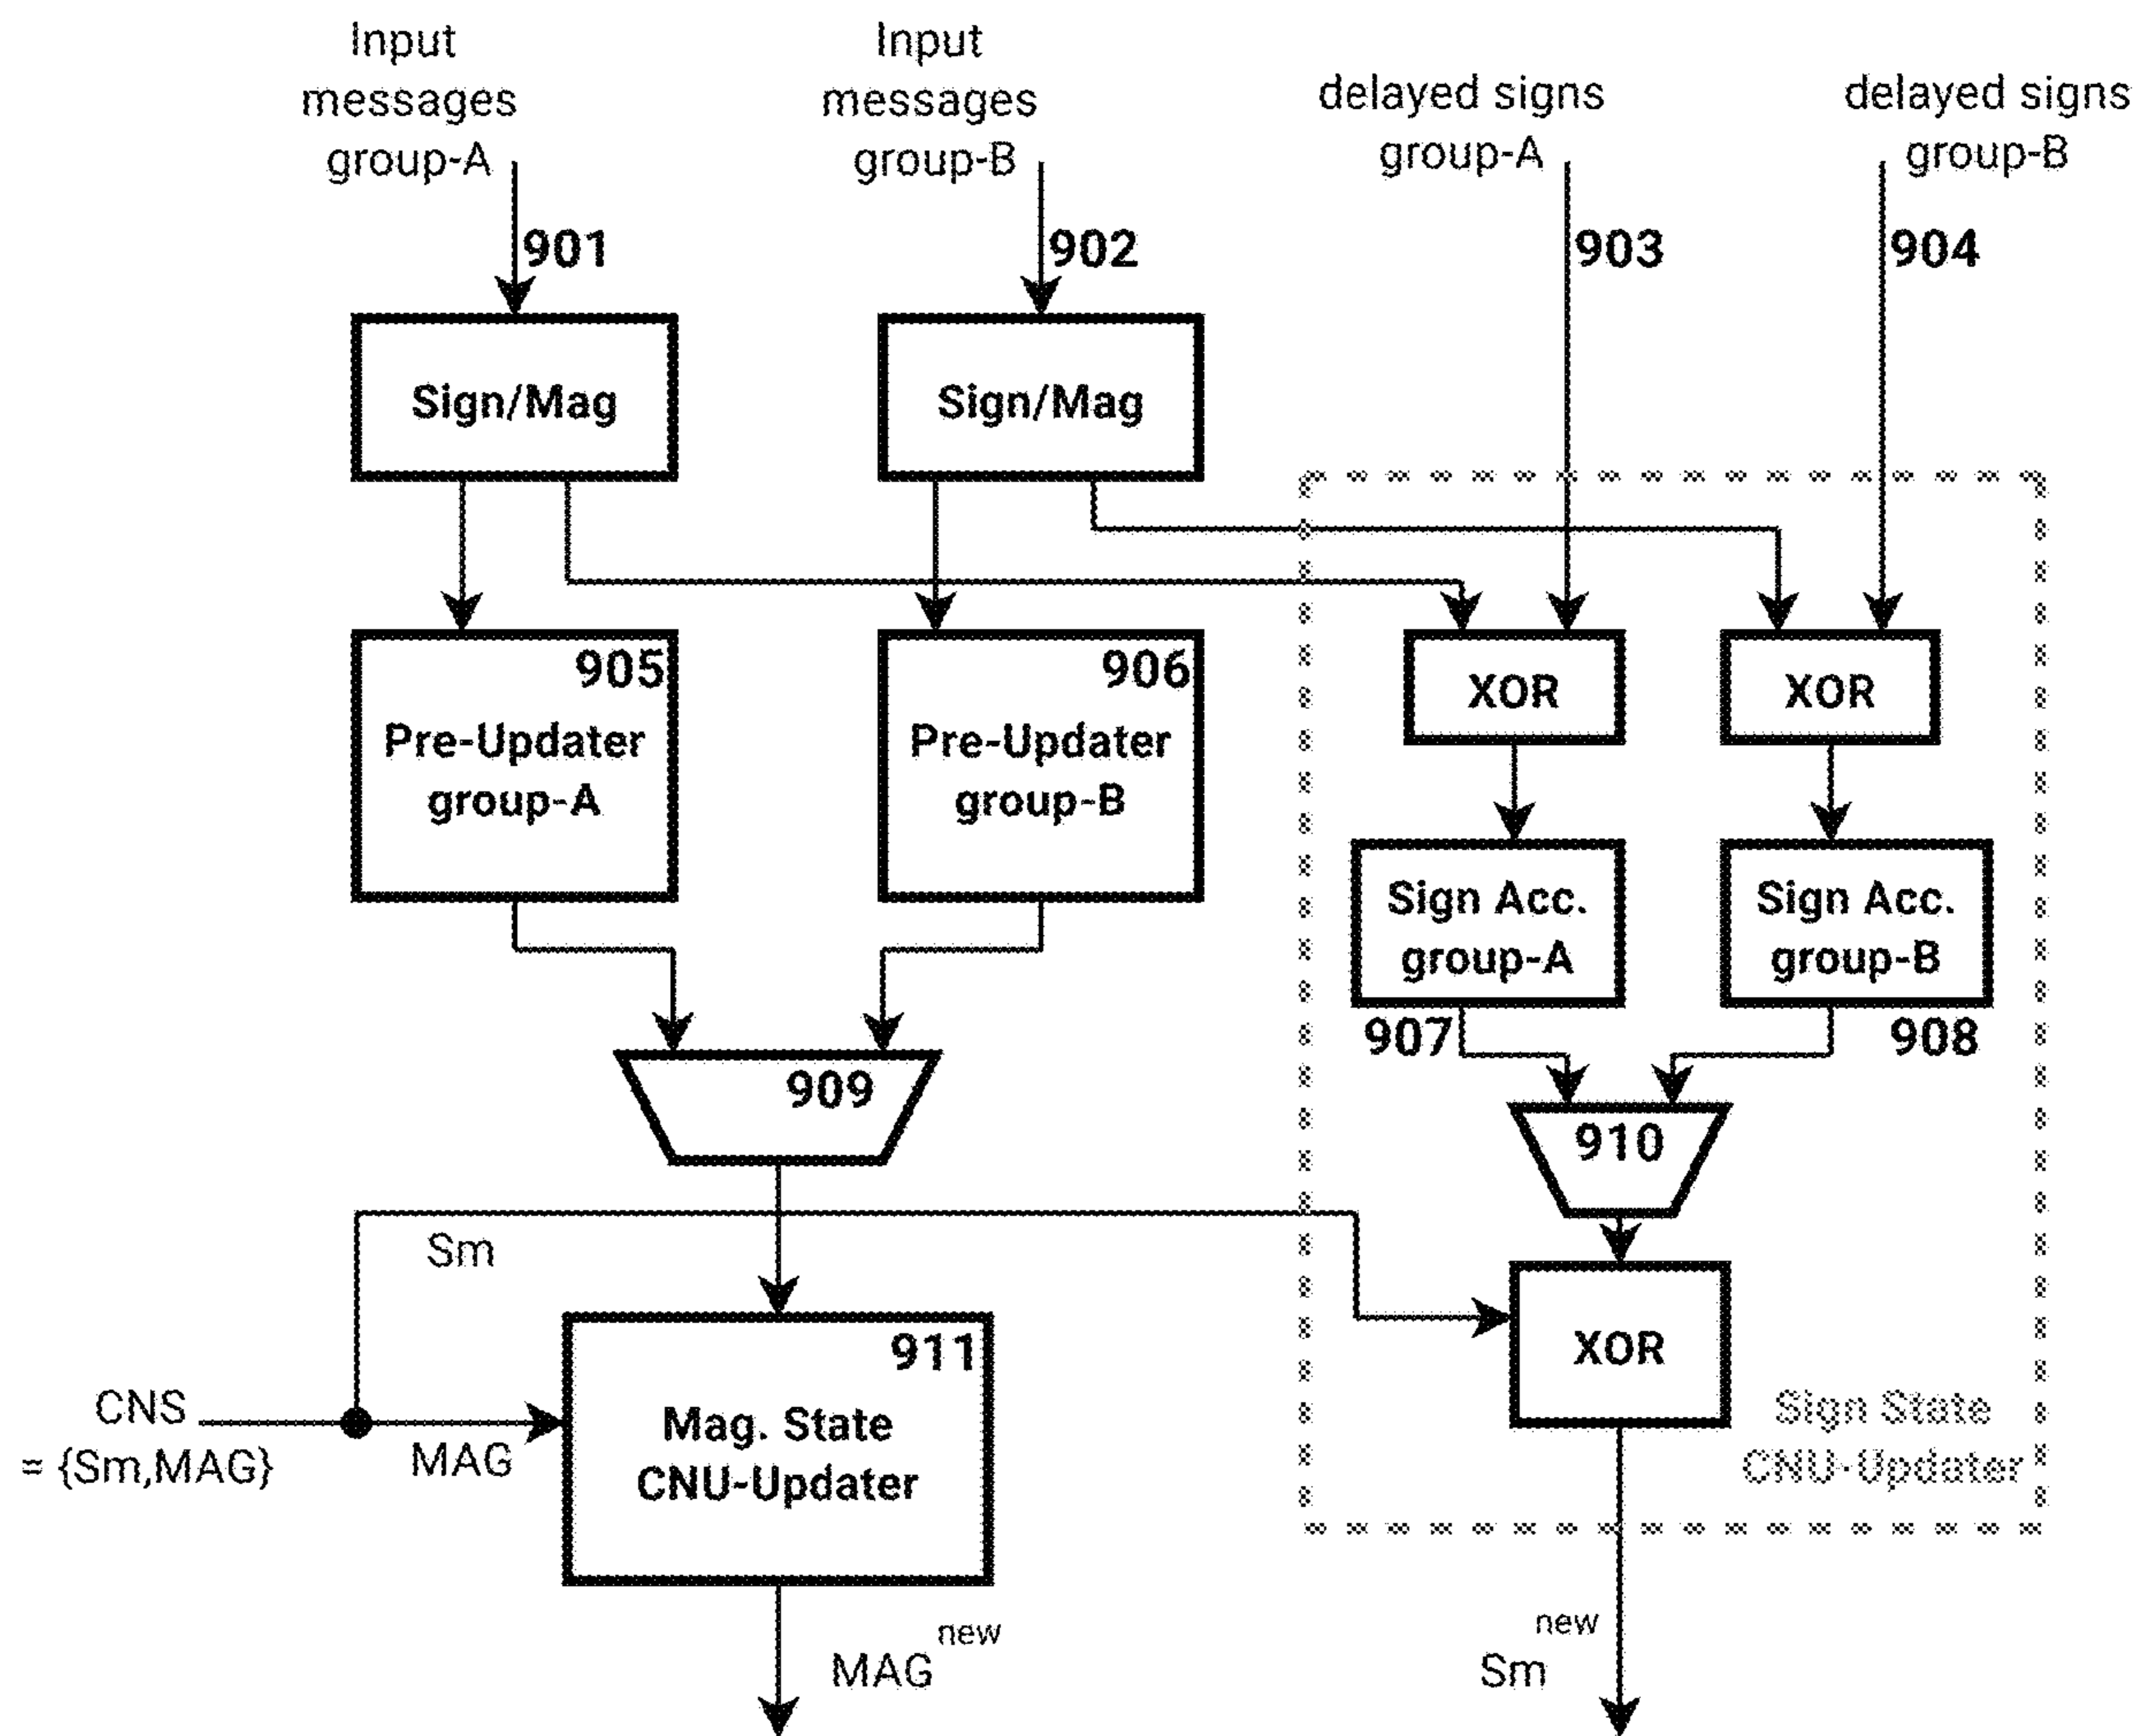 Input
messages
group-A
Input
messages
group-B
delayed signs
group-A
delayed signs
group-B
901
902
903
904
Sign/Mag
Sign/Mag
905
Pre-Updater
group-A
906
Pre-Updater
group-B
XOR
XOR
Sign Acc.
group-A
Sign Acc.
group-B
907
908
909
910
Sm
911
Mag. State
CNU-Updater
XOR
CNS
= {Sm,MAG}
MAG
Sign State
CNU-Updater
MAG new
Sm new